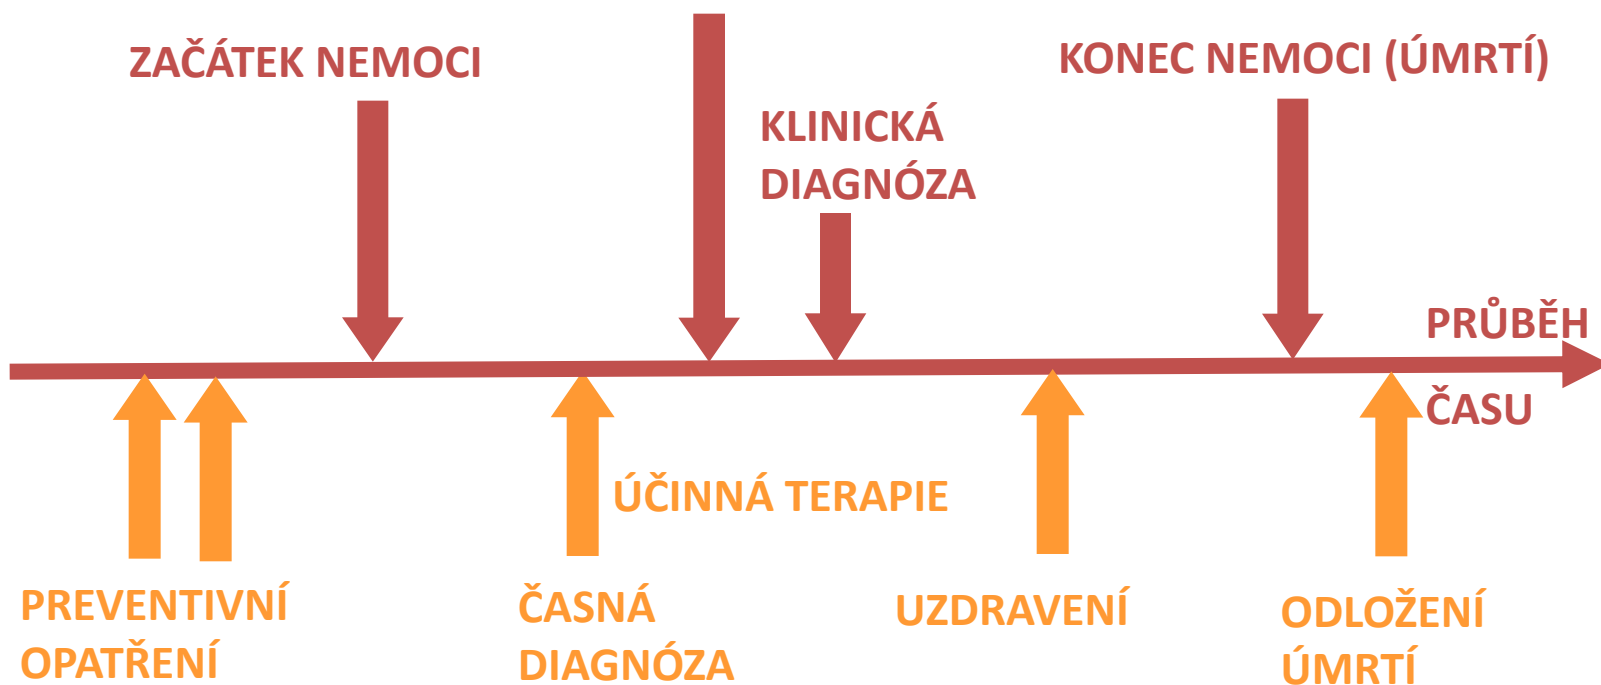 ZAČÁTEK NEMOCI
KONEC NEMOCI (ÚMRTÍ)
KLINICKÁ
DIAGNÓZA
PRŮBĚH
ČASU
ÚČINNÁ TERAPIE
PREVENTIVNÍ
OPATŘENÍ
ČASNÁ
DIAGNÓZA
UZDRAVENÍ
ODLOŽENÍ
ÚMRTÍ